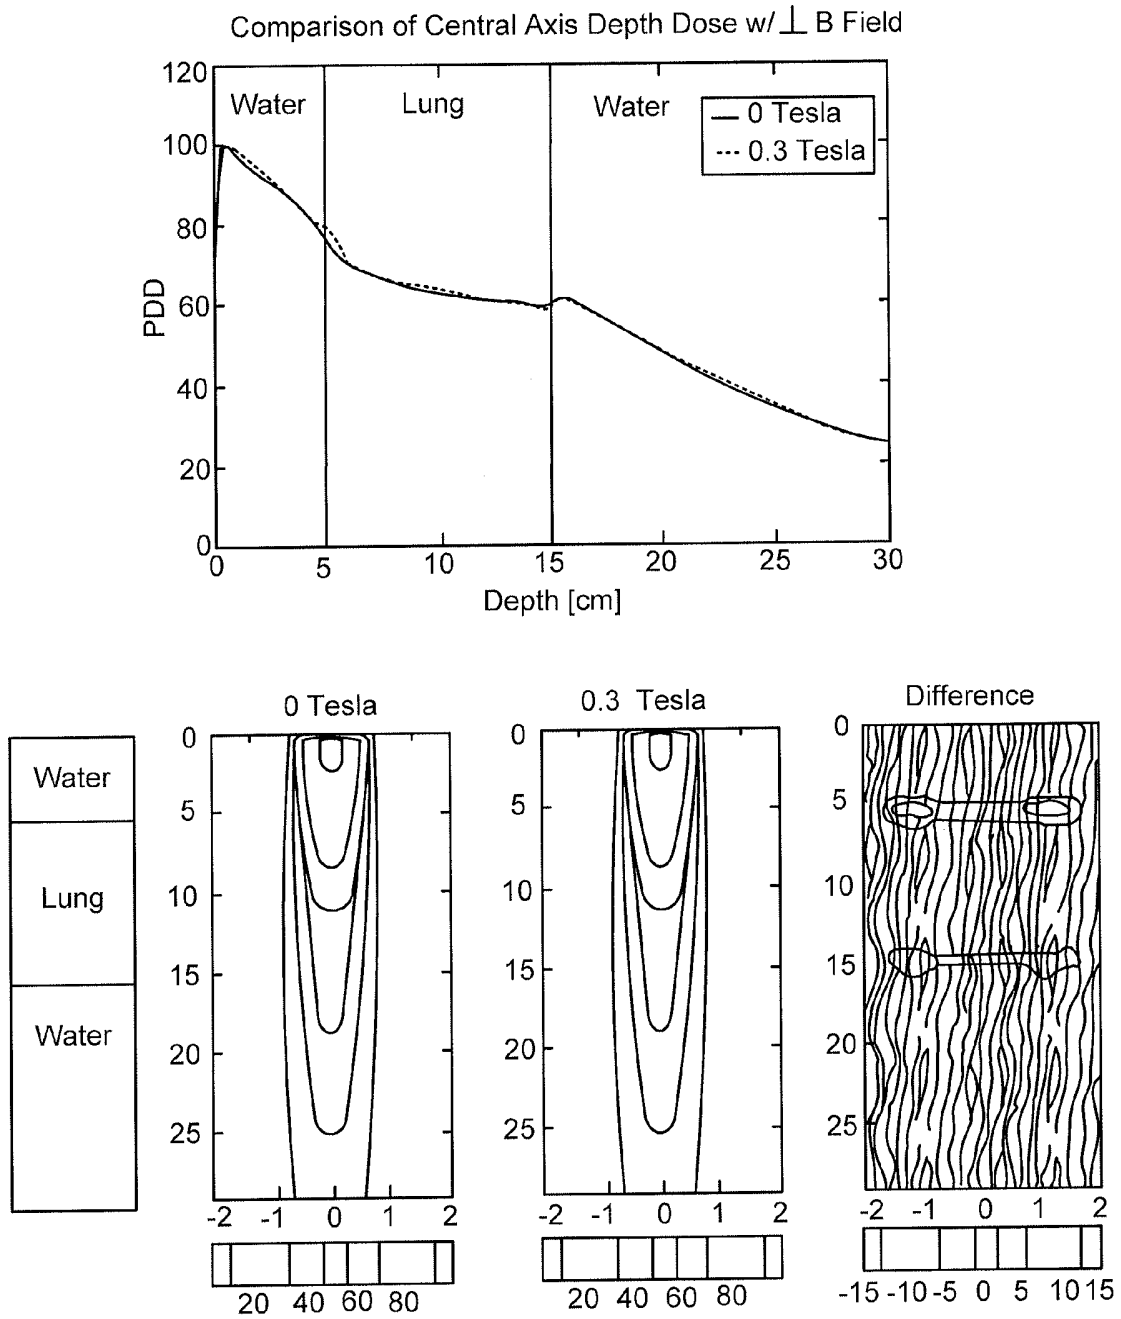 Comparison of Central Axis Depth Dose w/ ⊥ B Field
120
100
80
60
40
20
0
PDD
Water Lung Water
0 Tesla
0.3 Tesla
0 5 10 15 20 25 30
Depth [cm]
Water
Lung
Water
0 Tesla
0
5
10
15
20
25
-2 -1 0 1 2
20 40 60 80
0.3 Tesla
0
5
10
15
20
25
-2 -1 0 1 2
20 40 60 80
Difference
0
5
10
15
20
25
-2 -1 0 1 2
-15 -10 -5 0 5 10 15